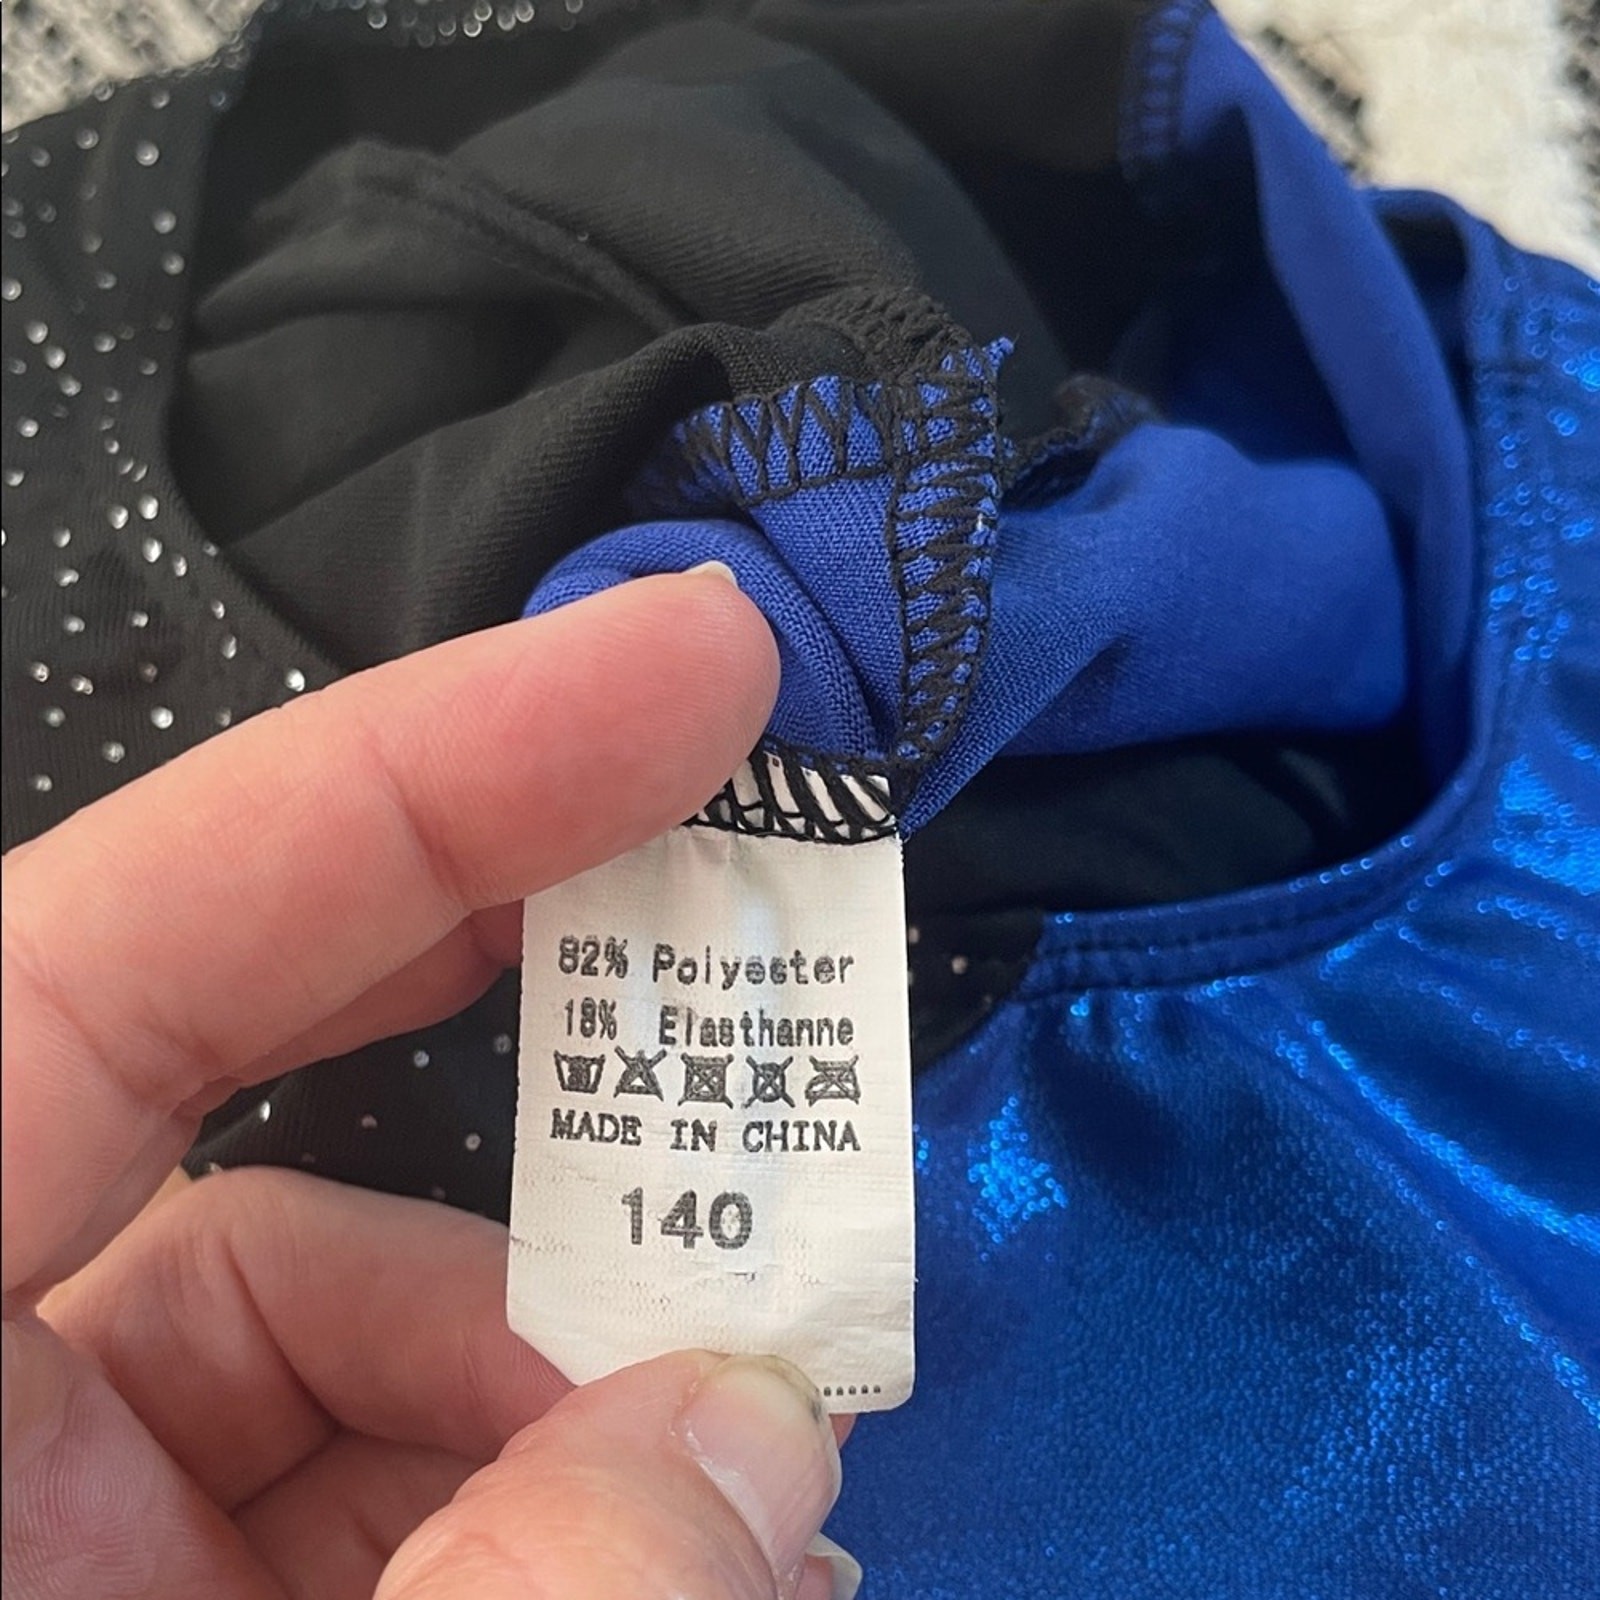 82% Polyester
18% Elasthanne
MADE IN CHINA
140